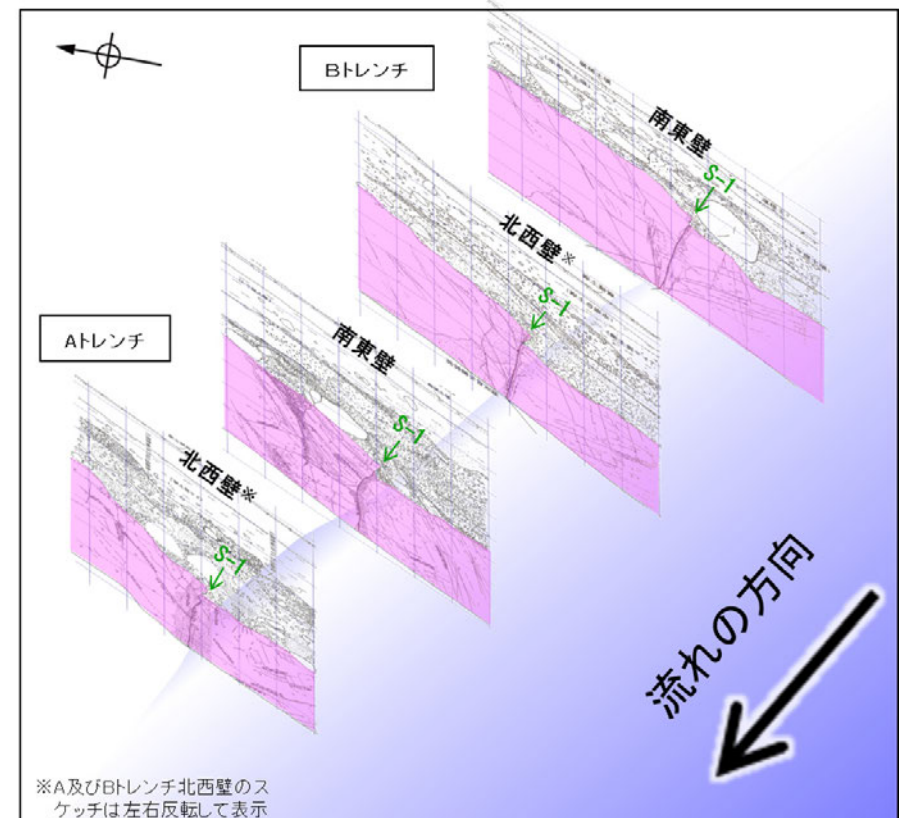 Bトレンチ
南東壁
S-1
北西壁※
S-1
Aトレンチ
南東壁
S-1
北西壁※
S-1
流れの方向
※A及びBトレンチ北西壁のス
ケッチは左右反転して表示